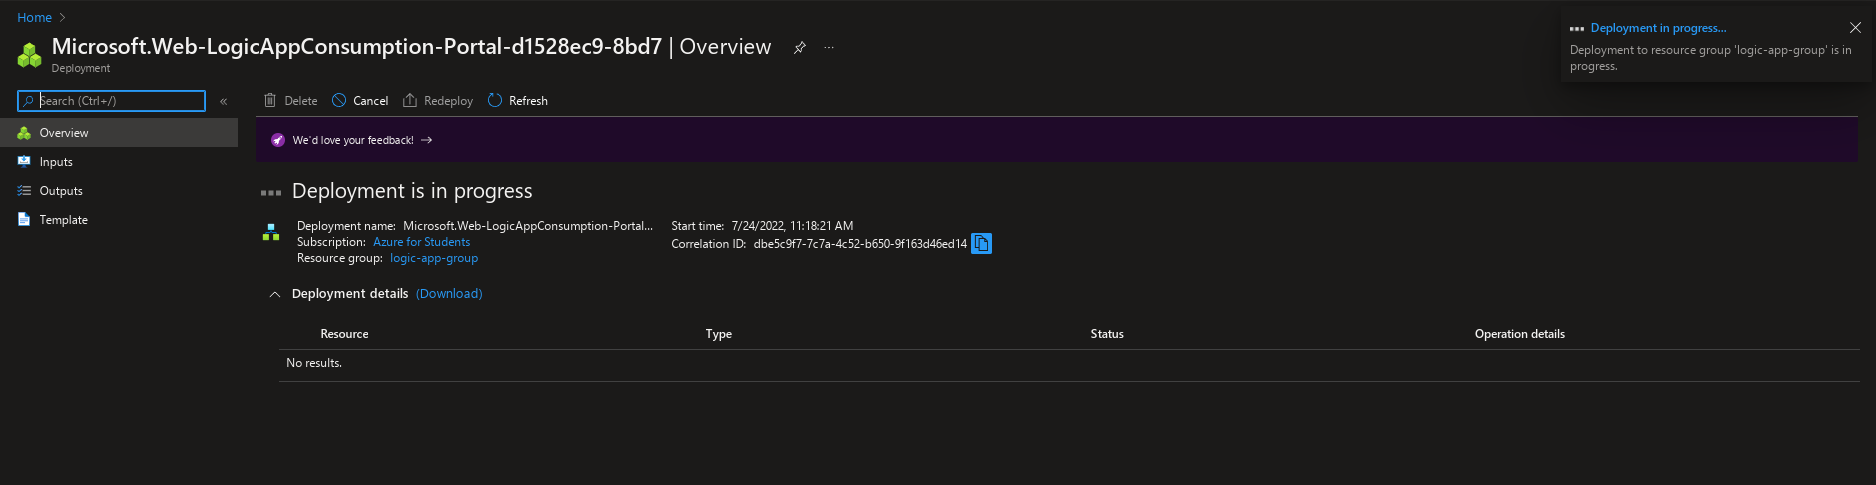 Home >
Microsoft.Web-LogicAppConsumption-Portal-d1528ec9-8bd7 | Overview
Deployment
Deployment in progress...
Deployment to resource group 'logic-app-group' is in
progress.
Search (Ctrl+/)
«
Delete
Cancel
Redeploy
Refresh
Overview
Inputs
Outputs
Template
We'd love your feedback! →
Deployment is in progress
Deployment name: Microsoft.Web-LogicAppConsumption-Portal...
Subscription: Azure for Students
Resource group: logic-app-group
Start time: 7/24/2022, 11:18:21 AM
Correlation ID: dbe5c9f7-7c7a-4c52-b650-9f163d46ed14
Deployment details (Download)
Resource Type Status Operation details
No results.